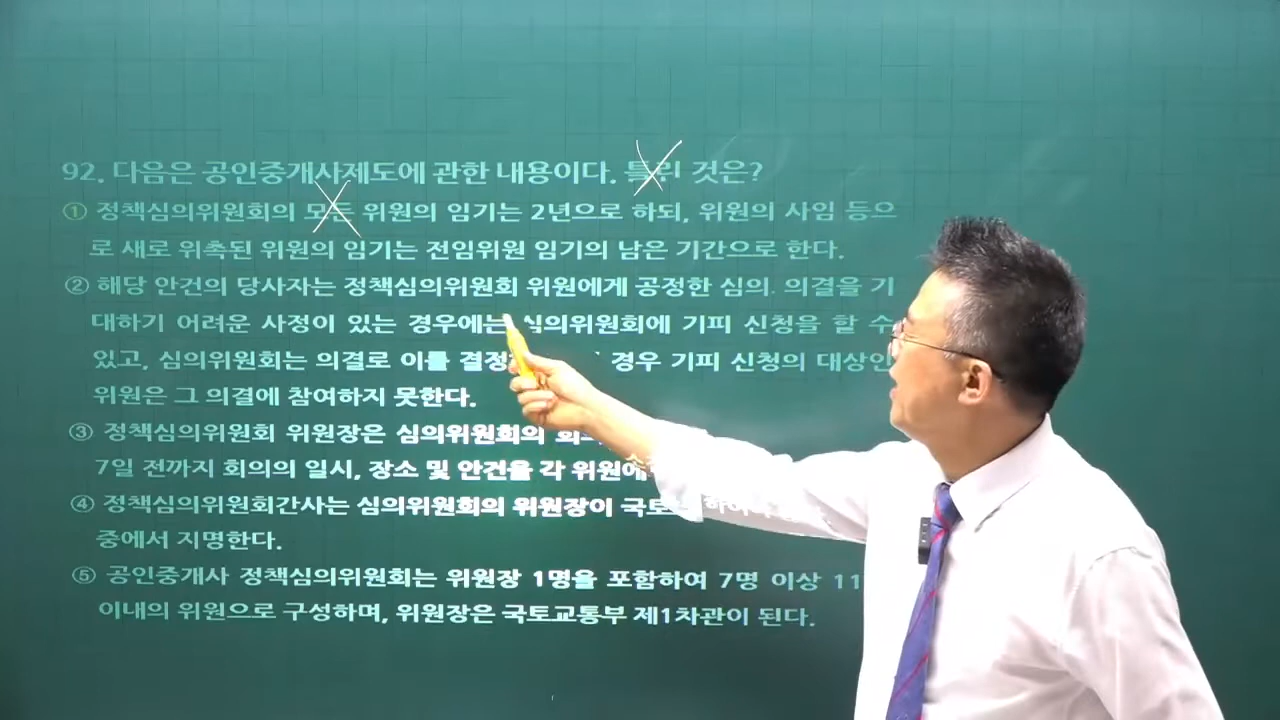 92. 다음은 공인중개사제도에 관한 내용이다. 틀린 것은?
① 정책심의위원회의 모든 위원의 임기는 2년으로 하되, 위원의 사임 등으
로 새로 위촉된 위원의 임기는 전임위원 임기의 남은 기간으로 한다.
② 해당 안건의 당사자는 정책심의위원회 위원에게 공정한 심의· 의결을 기
대하기 어려운 사정이 있는 경우에는 심의위원회에 기피 신청을 할 수
있고, 심의위원회는 의결로 이를 경우 기피 신청의 대상인
위원은 그 의결에 참여하지 못한다.
③ 정책심의위원회 위원장은 심의위원회의
7일 전까지 회의의 일시, 장소 및 안건을 각
④ 정책심의위원회간사는 심의위원회의 위원장이
중에서 지명한다.
⑤ 공인중개사 정책심의위원회는 위원장 1명을 포함하여 7명 이상 11
이내의 위원으로 구성하며, 위원장은 국토교통부 제1차관이 된다.